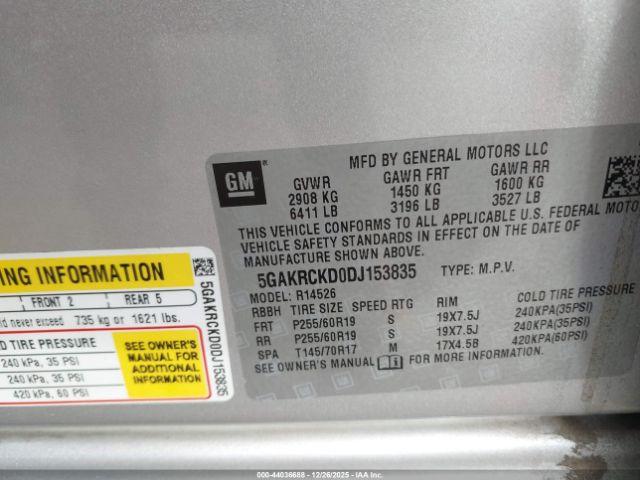 MFD BY GENERAL MOTORS LLC
GM
GVWR GAWR FRT GAWR RR
2908 KG 1450 KG 1600 KG
6411 LB 3196 LB 3527 LB
THIS VEHICLE CONFORMS TO ALL APPLICABLE U.S. FEDERAL MOTOR
VEHICLE SAFETY STANDARDS IN EFFECT ON THE DATE OF
MANUFACTURE SHOWN ABOVE.
5GAKRCKD0DJ153835 TYPE: M.P.V.
MODEL: R14526
RBBH TIRE SIZE SPEED RTG RIM COLD TIRE PRESSURE
FRT P255/60R19 S 19X7.5J 240KPA(35PSI)
RR P255/60R19 S 19X7.5J 240KPA(35PSI)
SPA T145/70R17 M 17X4.5B 420KPA(60PSI)
SEE OWNER'S MANUAL FOR MORE INFORMATION.
ING INFORMATION
FRONT 2 REAR 5
ld never exceed 735 kg or 1621 lbs.
COLD TIRE PRESSURE
240 kPa, 35 PSI
240 kPa, 35 PSI
420 kPa, 60 PSI
SEE OWNER'S
MANUAL FOR
ADDITIONAL
INFORMATION
5GAKRCKD0DJ153835
000-44036688 - 12/26/2025 - IAAI.CA